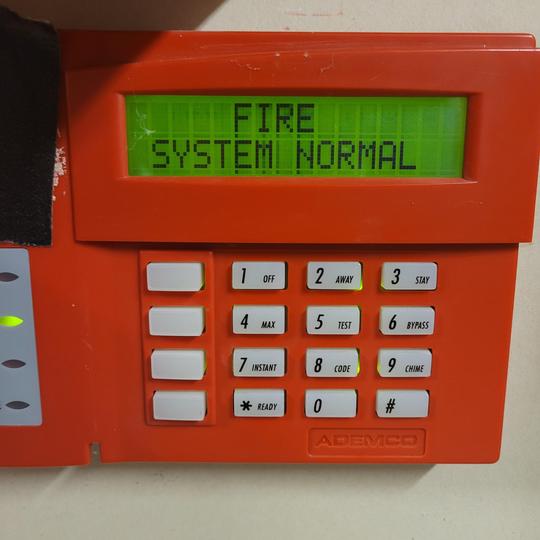 FIRE
SYSTEM NORMAL
1 OFF 2 AWAY 3 STAY
4 MAX 5 TEST 6 BYPASS
7 INSTANT 8 CODE 9 CHIME
* READY 0 #
ADEMCO